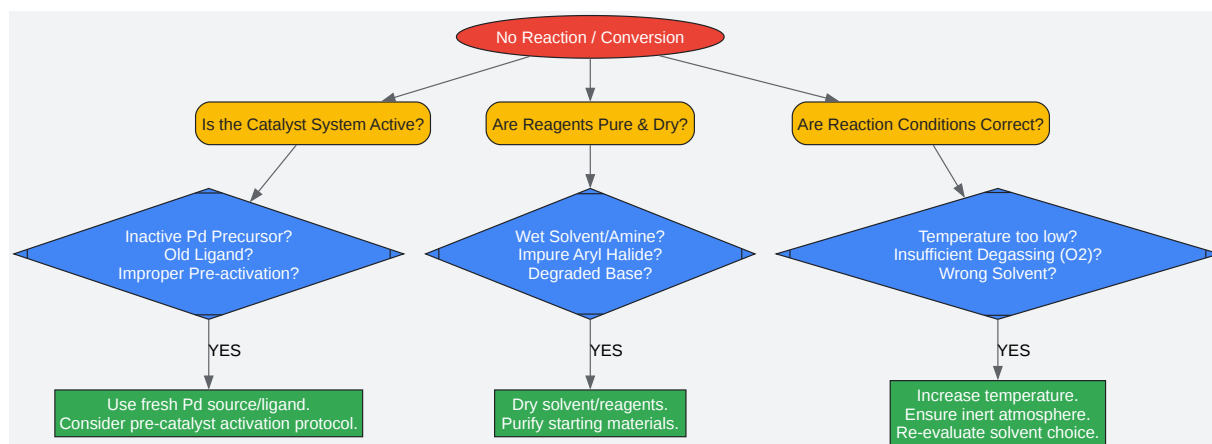 No Reaction / Conversion
Is the Catalyst System Active?
Are Reagents Pure & Dry?
Are Reaction Conditions Correct?
Inactive Pd Precursor?
Old Ligand?
Improper Pre-activation?
Wet Solvent/Amine?
Impure Aryl Halide?
Degraded Base?
Temperature too low?
Insufficient Degassing (O2)?
Wrong Solvent?
YES
YES
YES
Use fresh Pd source/ligand.
Consider pre-catalyst activation protocol.
Dry solvent/reagents.
Purify starting materials.
Increase temperature.
Ensure inert atmosphere.
Re-evaluate solvent choice.